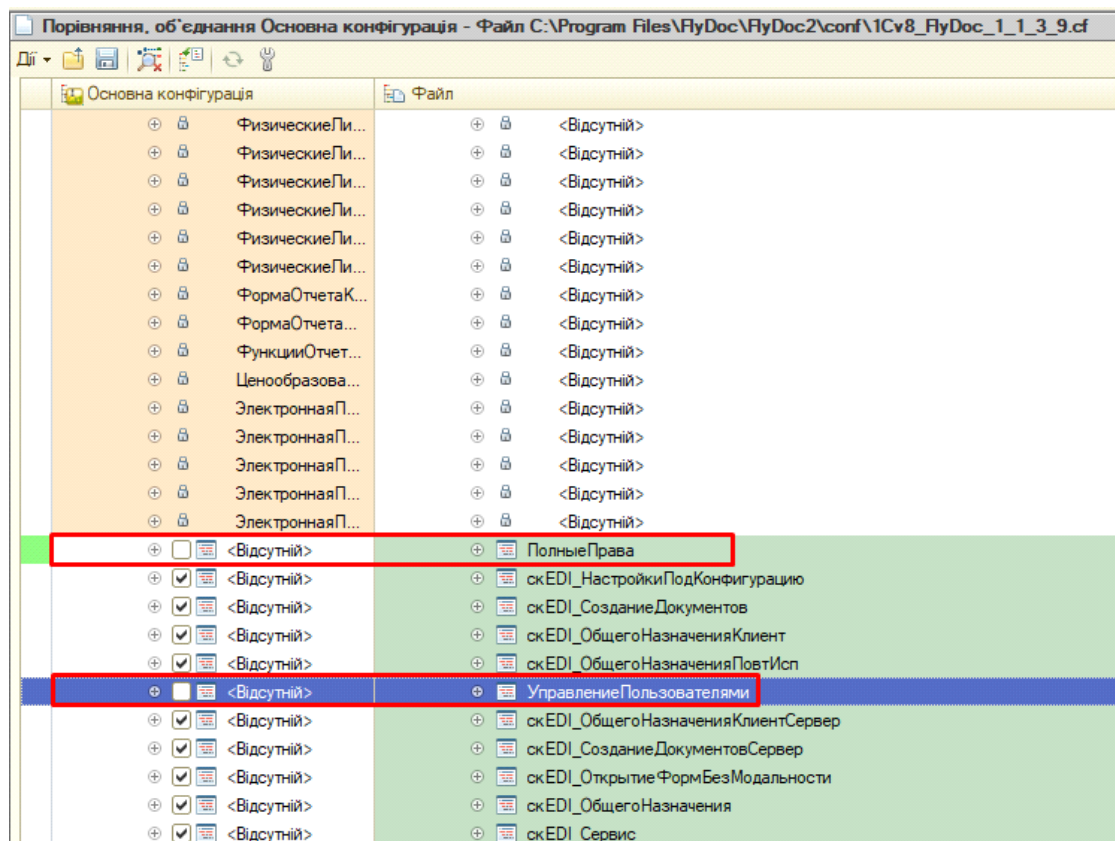 Порівняння, об`єднання Основна конфігурація - Файл C:\Program Files\FlyDoc\FlyDoc2\conf\1Cv8_FlyDoc_1_1_3_9.cf
Дії
Основна конфігурація Файл
ФизическиеЛи... <Відсутній>
ФизическиеЛи... <Відсутній>
ФизическиеЛи... <Відсутній>
ФизическиеЛи... <Відсутній>
ФизическиеЛи... <Відсутній>
ФизическиеЛи... <Відсутній>
ФормаОтчетаК... <Відсутній>
ФормаОтчета... <Відсутній>
ФункцииОтчет... <Відсутній>
Ценообразова... <Відсутній>
ЭлектроннаяП... <Відсутній>
ЭлектроннаяП... <Відсутній>
ЭлектроннаяП... <Відсутній>
ЭлектроннаяП... <Відсутній>
ЭлектроннаяП... <Відсутній>
<Відсутній> ПолныеПрава
<Відсутній> скEDI_НастройкиПодКонфигурацию
<Відсутній> скEDI_СозданиеДокументов
<Відсутній> скEDI_ОбщегоНазначенияКлиент
<Відсутній> скEDI_ОбщегоНазначенияПовтИсп
<Відсутній> УправлениеПользователями
<Відсутній> скEDI_ОбщегоНазначенияКлиентСервер
<Відсутній> скEDI_СозданиеДокументовСервер
<Відсутній> скEDI_ОткрытиеФормБезМодальности
<Відсутній> скEDI_ОбщегоНазначения
<Відсутній> скEDI_Сервис